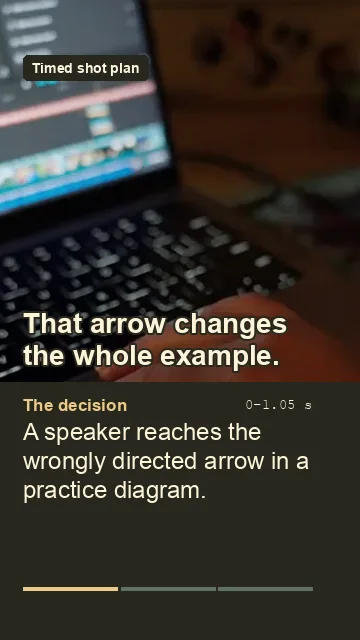 Timed shot plan
That arrow changes
the whole example.
The decision 0–1.05 s
A speaker reaches the
wrongly directed arrow in a
practice diagram.